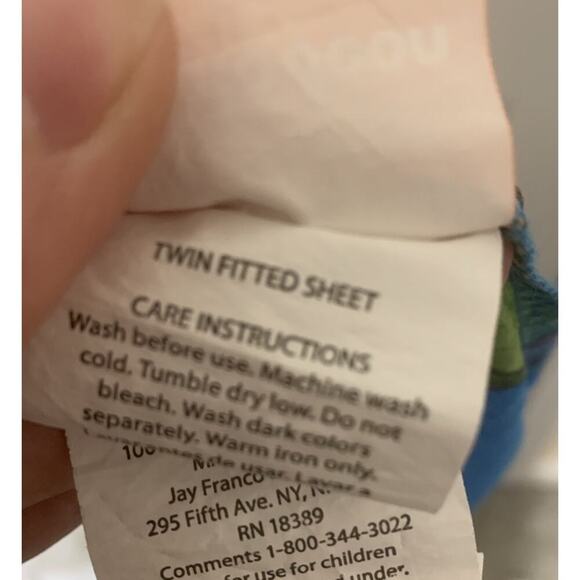 TWIN FITTED SHEET
CARE INSTRUCTIONS
Wash before use. Machine wash
cold. Tumble dry low. Do not
bleach. Wash dark colors
separately. Warm iron only.
100
Jay Franco
295 Fifth Ave. NY,
RN 18389
Comments 1-800-344-3022
use for children
under.